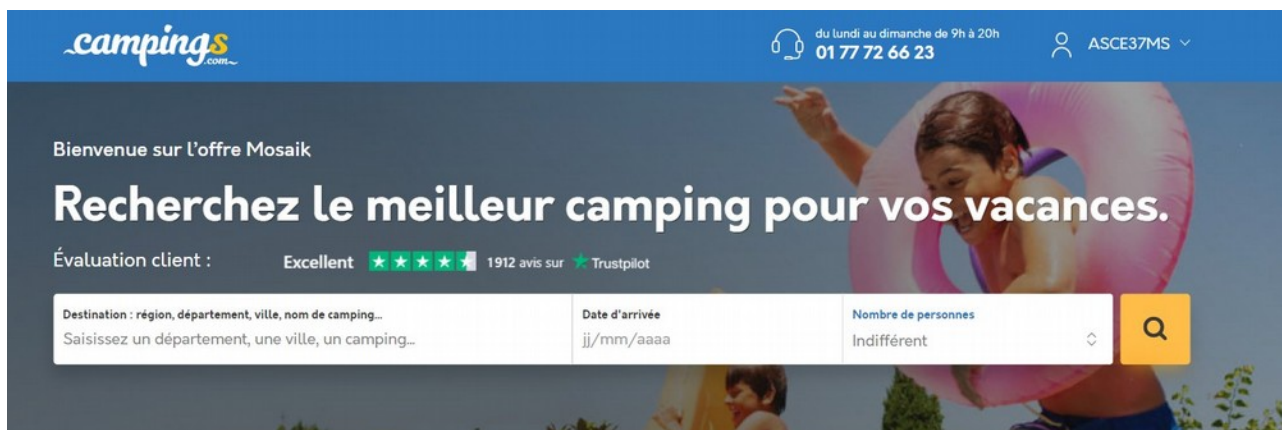 campings
.com
du lundi au dimanche de 9h à 20h
01 77 72 66 23
ASCE37MS
Bienvenue sur l'offre Mosaik
Recherchez le meilleur camping pour vos vacances.
Évaluation client :
Excellent
1912 avis sur
Trustpilot
Destination : région, département, ville, nom de camping...
Saisissez un département, une ville, un camping...
Date d'arrivée
jj/mm/aaaa
Nombre de personnes
Indifférent